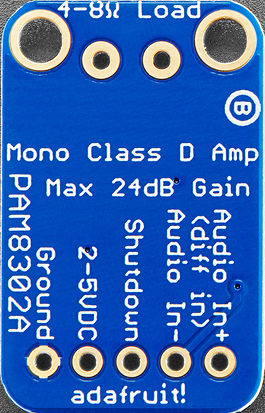 4-8Ω Load
B
Mono Class D Amp
Max 24dB Gain
PAM8302A
Ground
2-5VDC
Shutdown
Audio In-
Audio In+
(diff in)
adafruit!